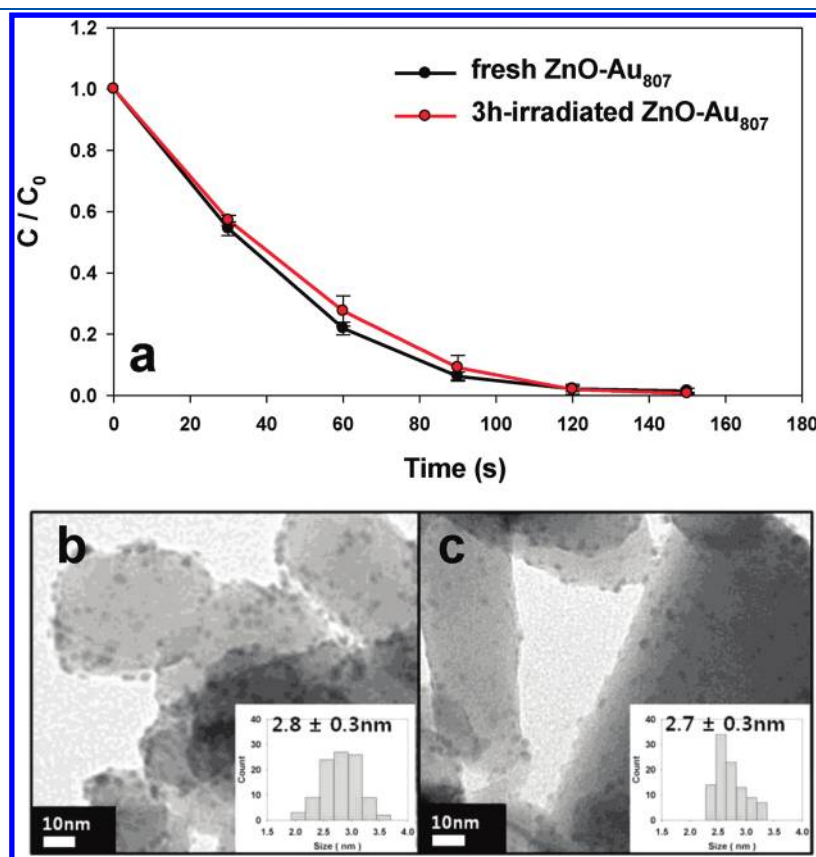 fresh ZnO-Au807
3h-irradiated ZnO-Au807
C / C0
1.2
1.0
0.8
0.6
0.4
0.2
0.0
a
0 20 40 60 80 100 120 140 160 180
Time (s)
b
2.8 ± 0.3nm
Count
40
30
20
10
0
1.5 2.0 2.5 3.0 3.5 4.0
Size ( nm )
10nm
c
2.7 ± 0.3nm
Count
40
30
20
10
0
1.5 2.0 2.5 3.0 3.5 4.0
Size ( nm )
10nm